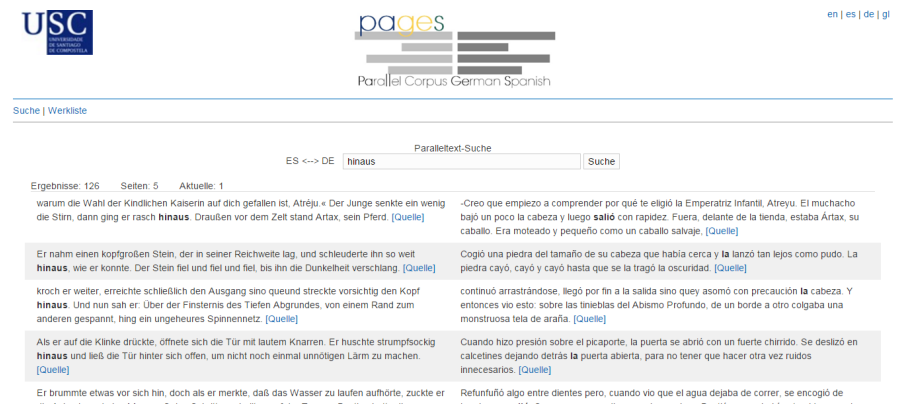 USC
UNIVERSIDADE
DE SANTIAGO
DE COMPOSTELA
pages
Parallel Corpus German Spanish
en | es | de | gl
Suche | Werkliste
Paralleltext-Suche
ES <--> DE hinaus Suche
Ergebnisse: 126 Seiten: 5 Aktuelle: 1
warum die Wahl der Kindlichen Kaiserin auf dich gefallen ist, Atréju.« Der Junge senkte ein wenig
die Stirn, dann ging er rasch hinaus. Draußen vor dem Zelt stand Artax, sein Pferd. [Quelle]
-Creo que empiezo a comprender por qué te eligió la Emperatriz Infantil, Atreyu. El muchacho
bajó un poco la cabeza y luego salió con rapidez. Fuera, delante de la tienda, estaba Ártax, su
caballo. Era moteado y pequeño como un caballo salvaje, [Quelle]
Er nahm einen kopfgroßen Stein, der in seiner Reichweite lag, und schleuderte ihn so weit
hinaus, wie er konnte. Der Stein fiel und fiel und fiel, bis ihn die Dunkelheit verschlang. [Quelle]
Cogió una piedra del tamaño de su cabeza que había cerca y la lanzó tan lejos como pudo. La
piedra cayó, cayó y cayó hasta que se la tragó la oscuridad. [Quelle]
kroch er weiter, erreichte schließlich den Ausgang sino queund streckte vorsichtig den Kopf
hinaus. Und nun sah er: Über der Finsternis des Tiefen Abgrundes, von einem Rand zum
anderen gespannt, hing ein ungeheures Spinnennetz. [Quelle]
continuó arrastrándose, llegó por fin a la salida sino quey asomó con precaución la cabeza. Y
entonces vio esto: sobre las tinieblas del Abismo Profundo, de un borde a otro colgaba una
monstruosa tela de araña. [Quelle]
Als er auf die Klinke drückte, öffnete sich die Tür mit lautem Knarren. Er huschte strumpfsockig
hinaus und ließ die Tür hinter sich offen, um nicht noch einmal unnötigen Lärm zu machen.
[Quelle]
Cuando hizo presión sobre el picaporte, la puerta se abrió con un fuerte chirrido. Se deslizó en
calcetines dejando detrás la puerta abierta, para no tener que hacer otra vez ruidos
innecesarios. [Quelle]
Er brummte etwas vor sich hin, doch als er merkte, daß das Wasser zu laufen aufhörte, zuckte er
Refunfuñó algo entre dientes pero, cuando vio que el agua dejaba de correr, se encogió de